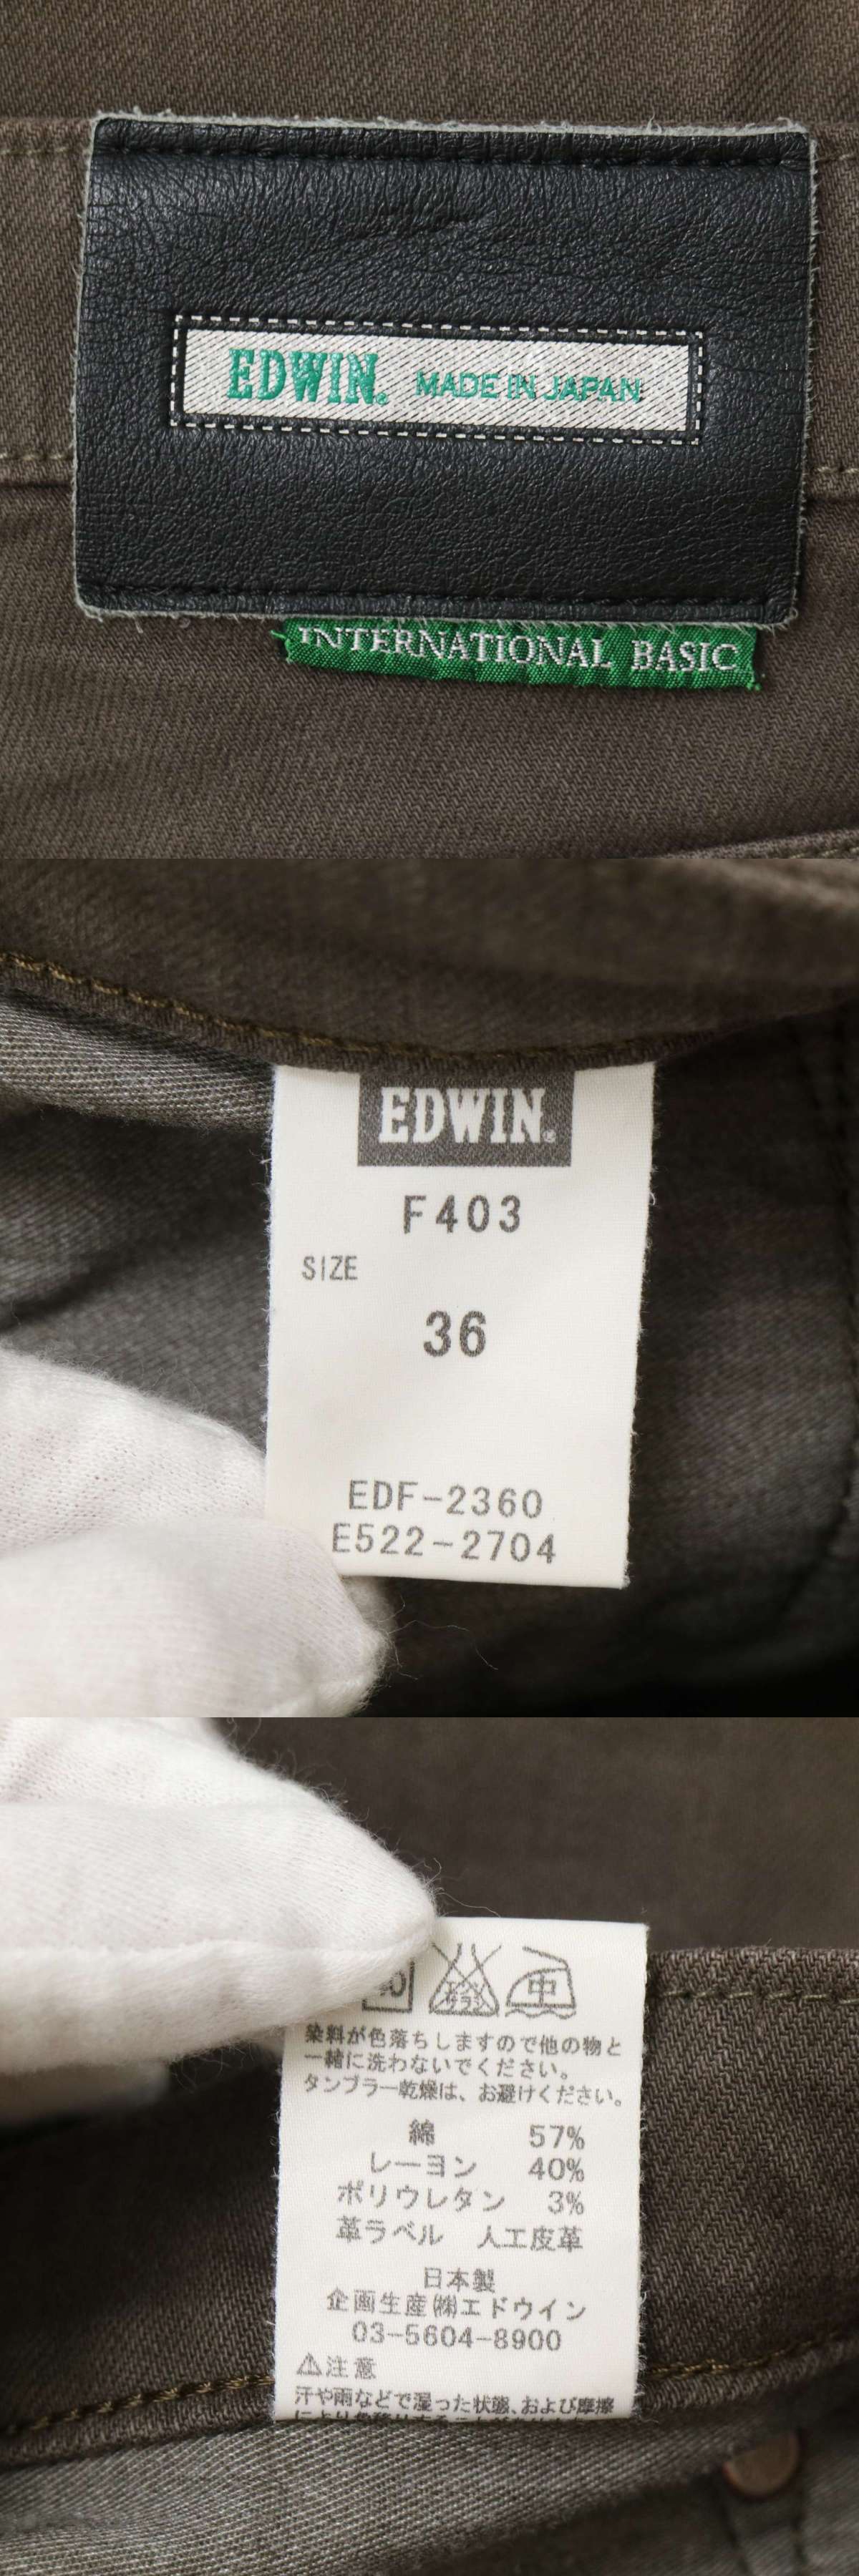 EDWIN® MADE IN JAPAN
INTERNATIONAL BASIC
EDWIN®
F403
SIZE
36
EDF-2360
E522-2704
中
染料が色落ちしますので他の物と
一緒に洗わないでください。
タンブラー乾燥は、お避けください。
綿 57%
レーヨン 40%
ポリウレタン 3%
革ラベル 人工皮革
日本製
企画生産㈱エドウイン
03-5604-8900
⚠注意
汗や雨などで湿った状態、および摩擦